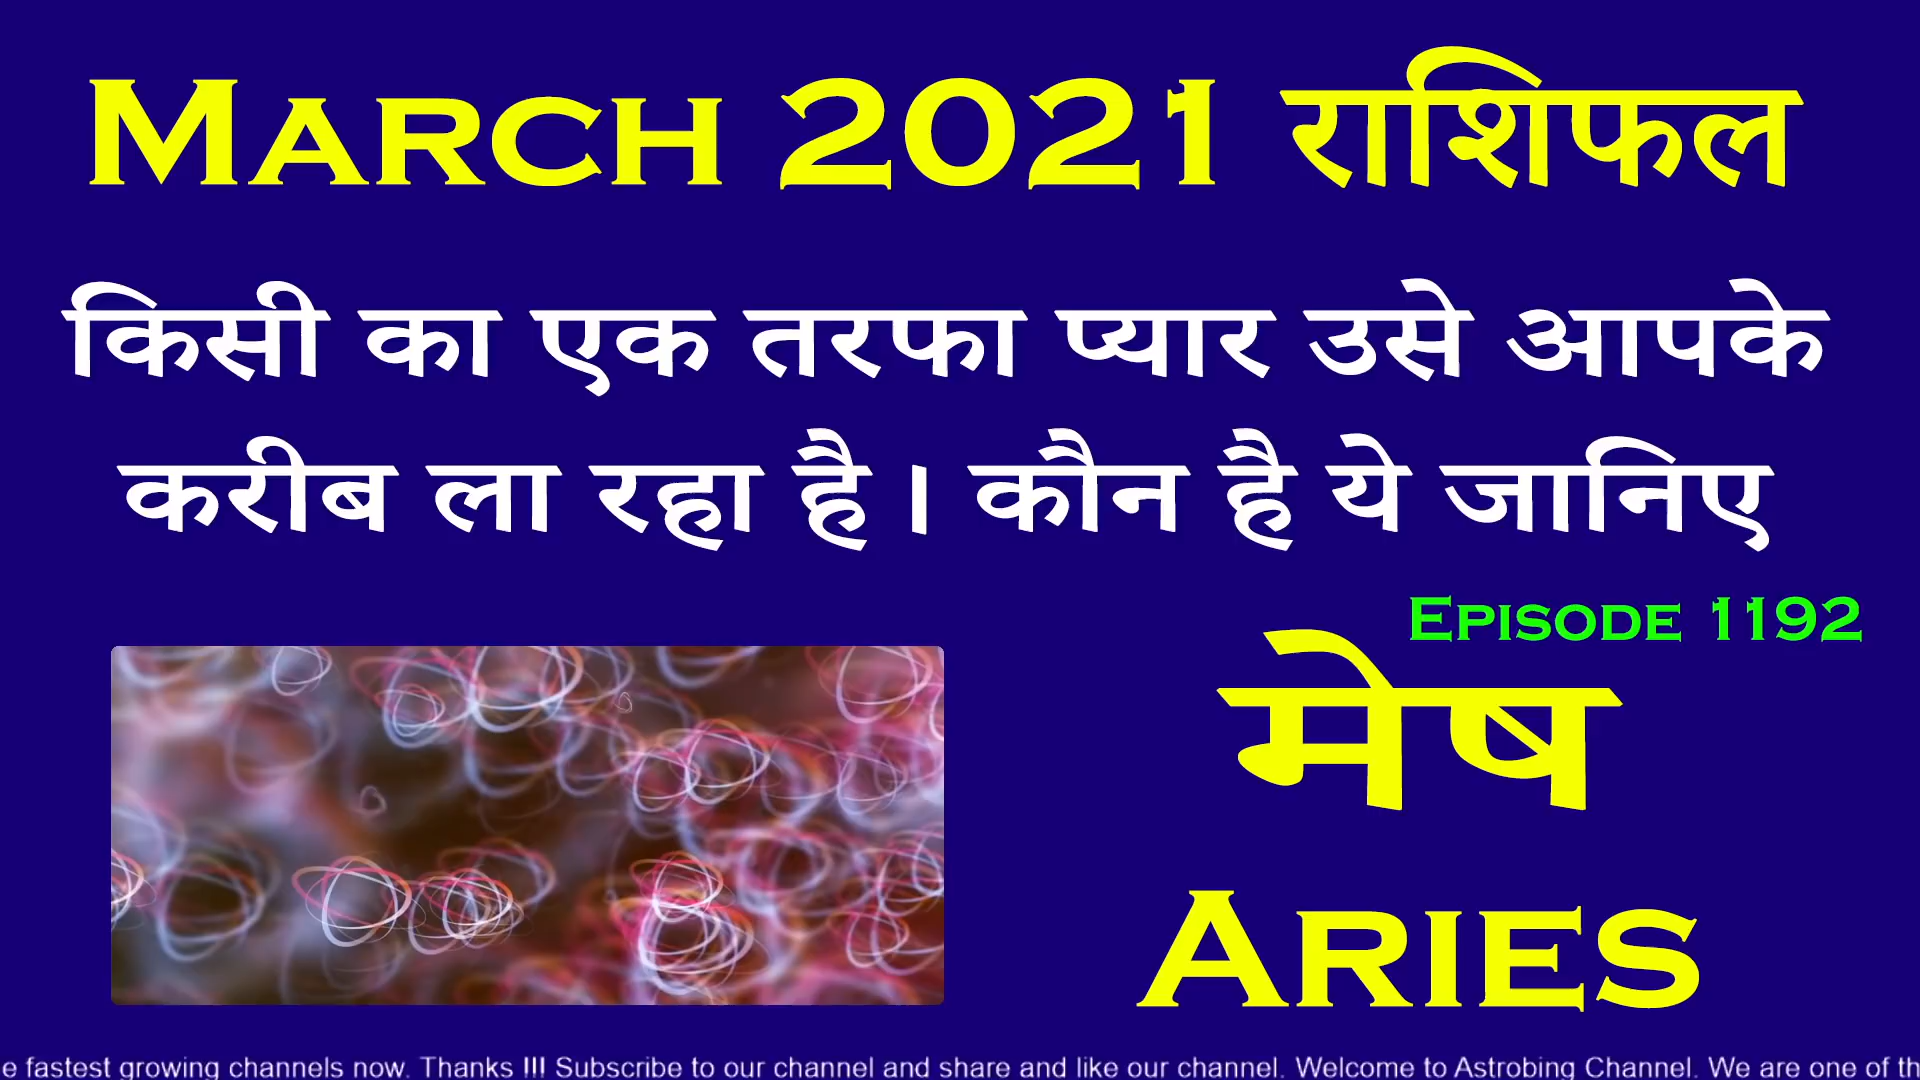 MARCH 2021 राशिफल
किसी का एक तरफा प्यार उसे आपके
करीब ला रहा है । कौन है ये जानिए
EPISODE 1192
मेष
ARIES
e fastest growing channels now. Thanks !!! Subscribe to our channel and share and like our channel. Welcome to Astrobing Channel. We are one of th